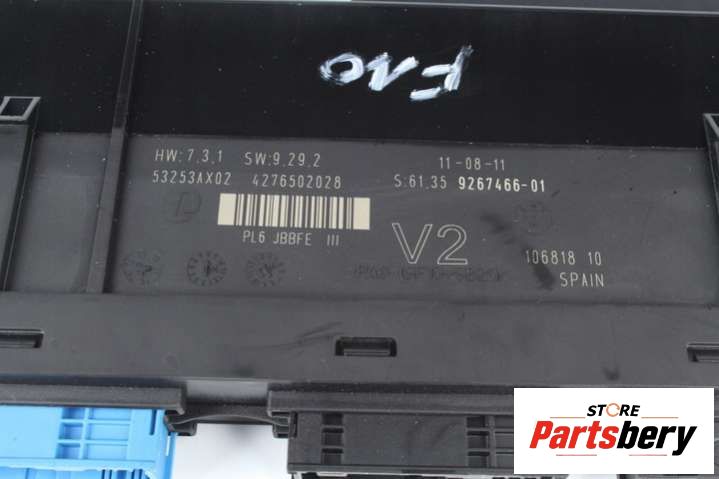 F10
HW:7.3.1 SW:9.29.2 11-08-11
53253AX02 4276502028 S:61.35 9267466-01
PL6 JBBFE III V2 106818 10
SPAIN
STORE
Partsbery